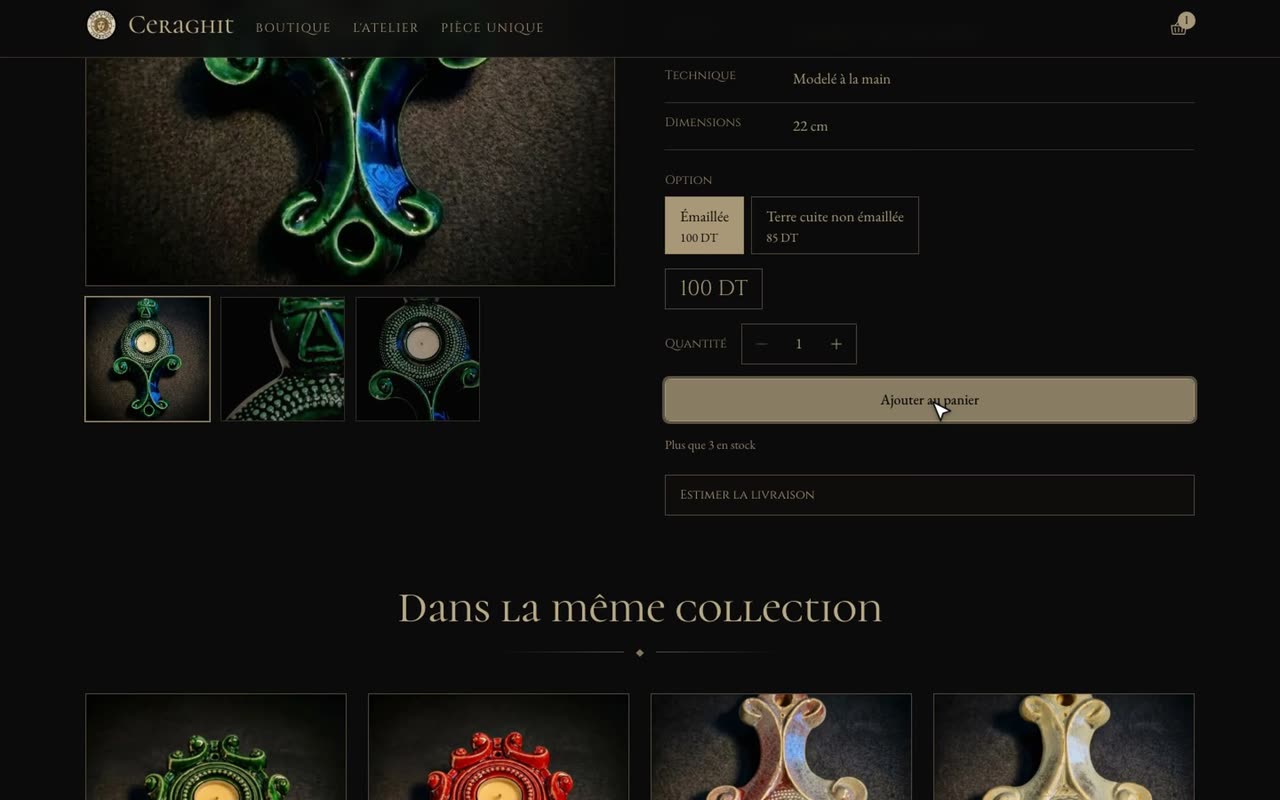 Ceraghit
BOUTIQUE
L'ATELIER
PIÈCE UNIQUE
1
Technique
Modelé à la main
Dimensions
22 cm
Option
Émaillée
100 DT
Terre cuite non émaillée
85 DT
100 DT
Quantité
— 1 +
Ajouter au panier
Plus que 3 en stock
Estimer la livraison
Dans la même collection